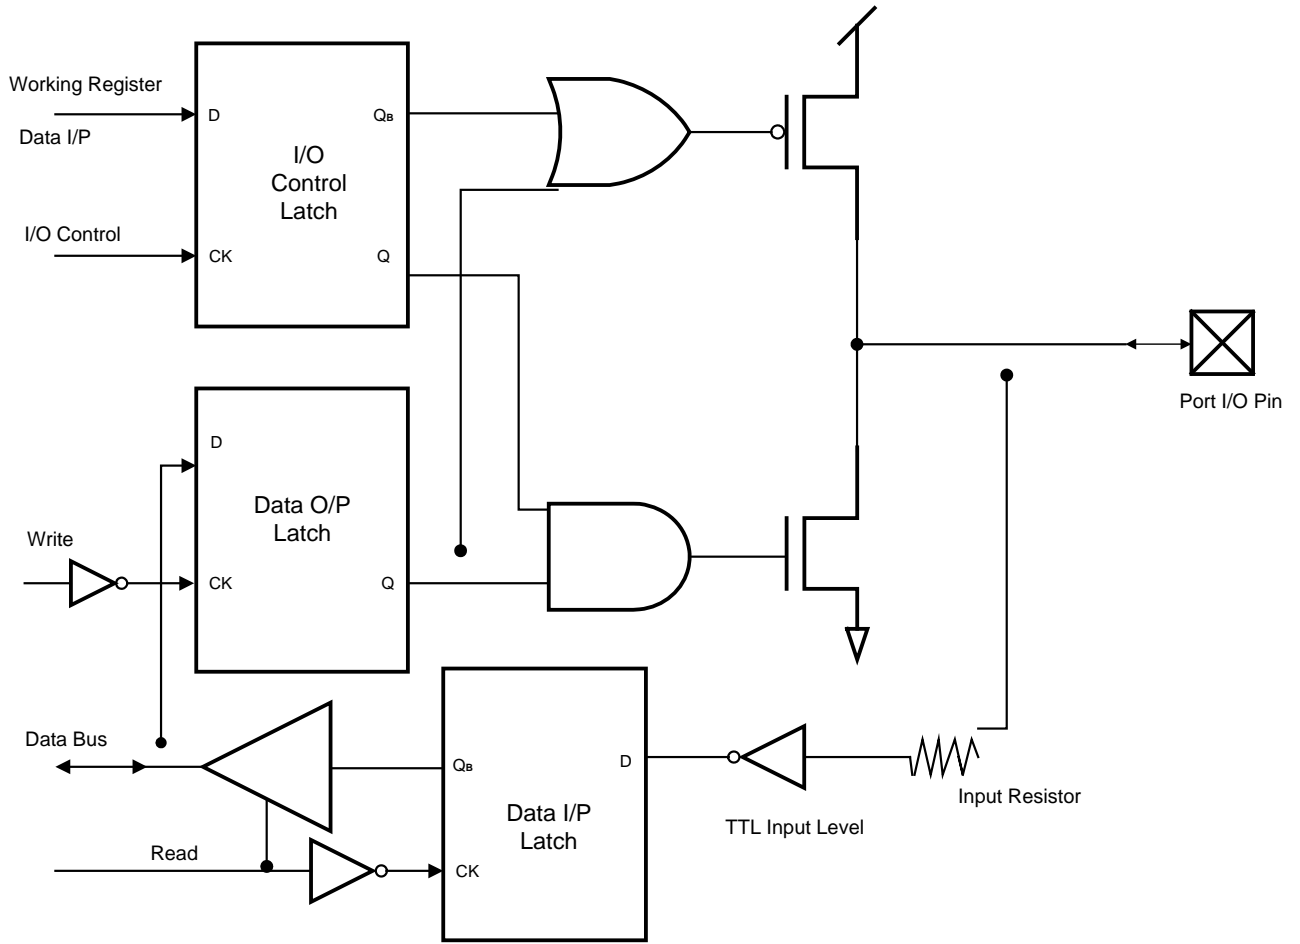 Working Register
Data I/P
I/O Control
D
CK
QB
Q
I/O
Control
Latch
Port I/O Pin
D
CK
Q
Data O/P
Latch
Write
Data Bus
Read
QB
CK
D
Data I/P
Latch
TTL Input Level
Input Resistor